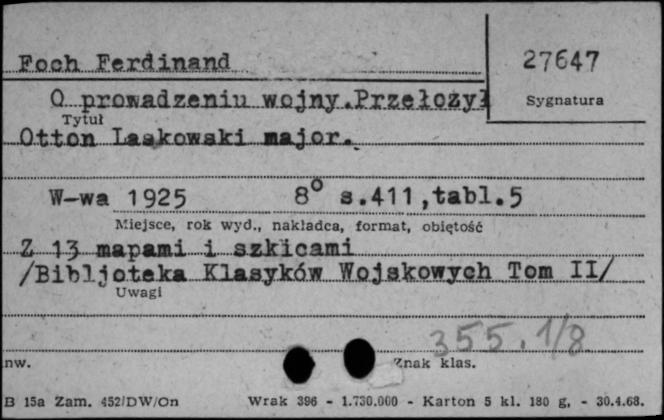 Foch Ferdinand
27647
Sygnatura
O prowadzeniu wojny.Przełożył
Tytuł
Otton Laskowski major.
W-wa 1925 8° s.411,tabl.5
Miejsce, rok wyd., nakładca, format, objętość
Z 13 mapami i szkicami
/Bibljoteka Klasyków Wojskowych Tom II/
Uwagi
355.1/8
nw.
Znak klas.
B 15a Zam. 452/DW/On Wrak 396 - 1.730.000 - Karton 5 kl. 180 g. - 30.4.68.